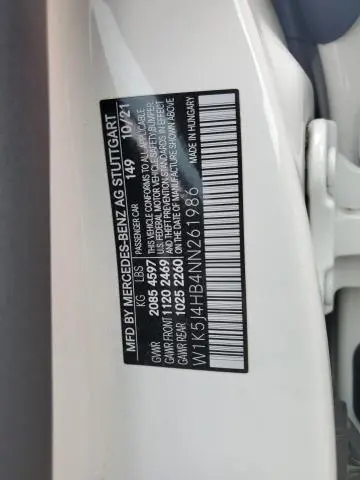 MFD BY MERCEDES-BENZ AG STUTTGART
PASSENGER CAR 149 10/21
KG LBS
GVWR 2085 4597
GAWR FRONT 1120 2469
GAWR REAR 1025 2260
THIS VEHICLE CONFORMS TO ALL APPLICABLE
U.S. FEDERAL MOTOR VEHICLE SAFETY, BUMPER,
AND THEFT PREVENTION STANDARDS IN EFFECT
ON DATE OF MANUFACTURE SHOWN ABOVE
W1K5J4HB4NN261986 MADE IN HUNGARY